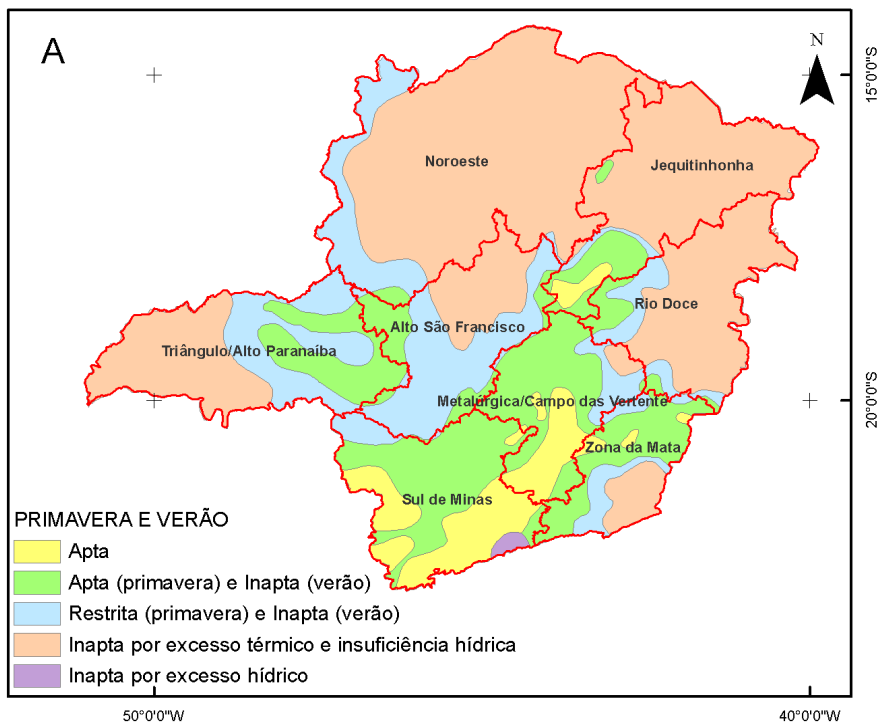 A
N
15°0'0"S
Noroeste
Jequitinhonha
Rio Doce
Alto São Francisco
Triângulo/Alto Paranaíba
20°0'0"S
Metalúrgica/Campo das Vertente
Zona da Mata
Sul de Minas
PRIMAVERA E VERÃO
Apta
Apta (primavera) e Inapta (verão)
Restrita (primavera) e Inapta (verão)
Inapta por excesso térmico e insuficiência hídrica
Inapta por excesso hídrico
50°0'0"W
40°0'0"W